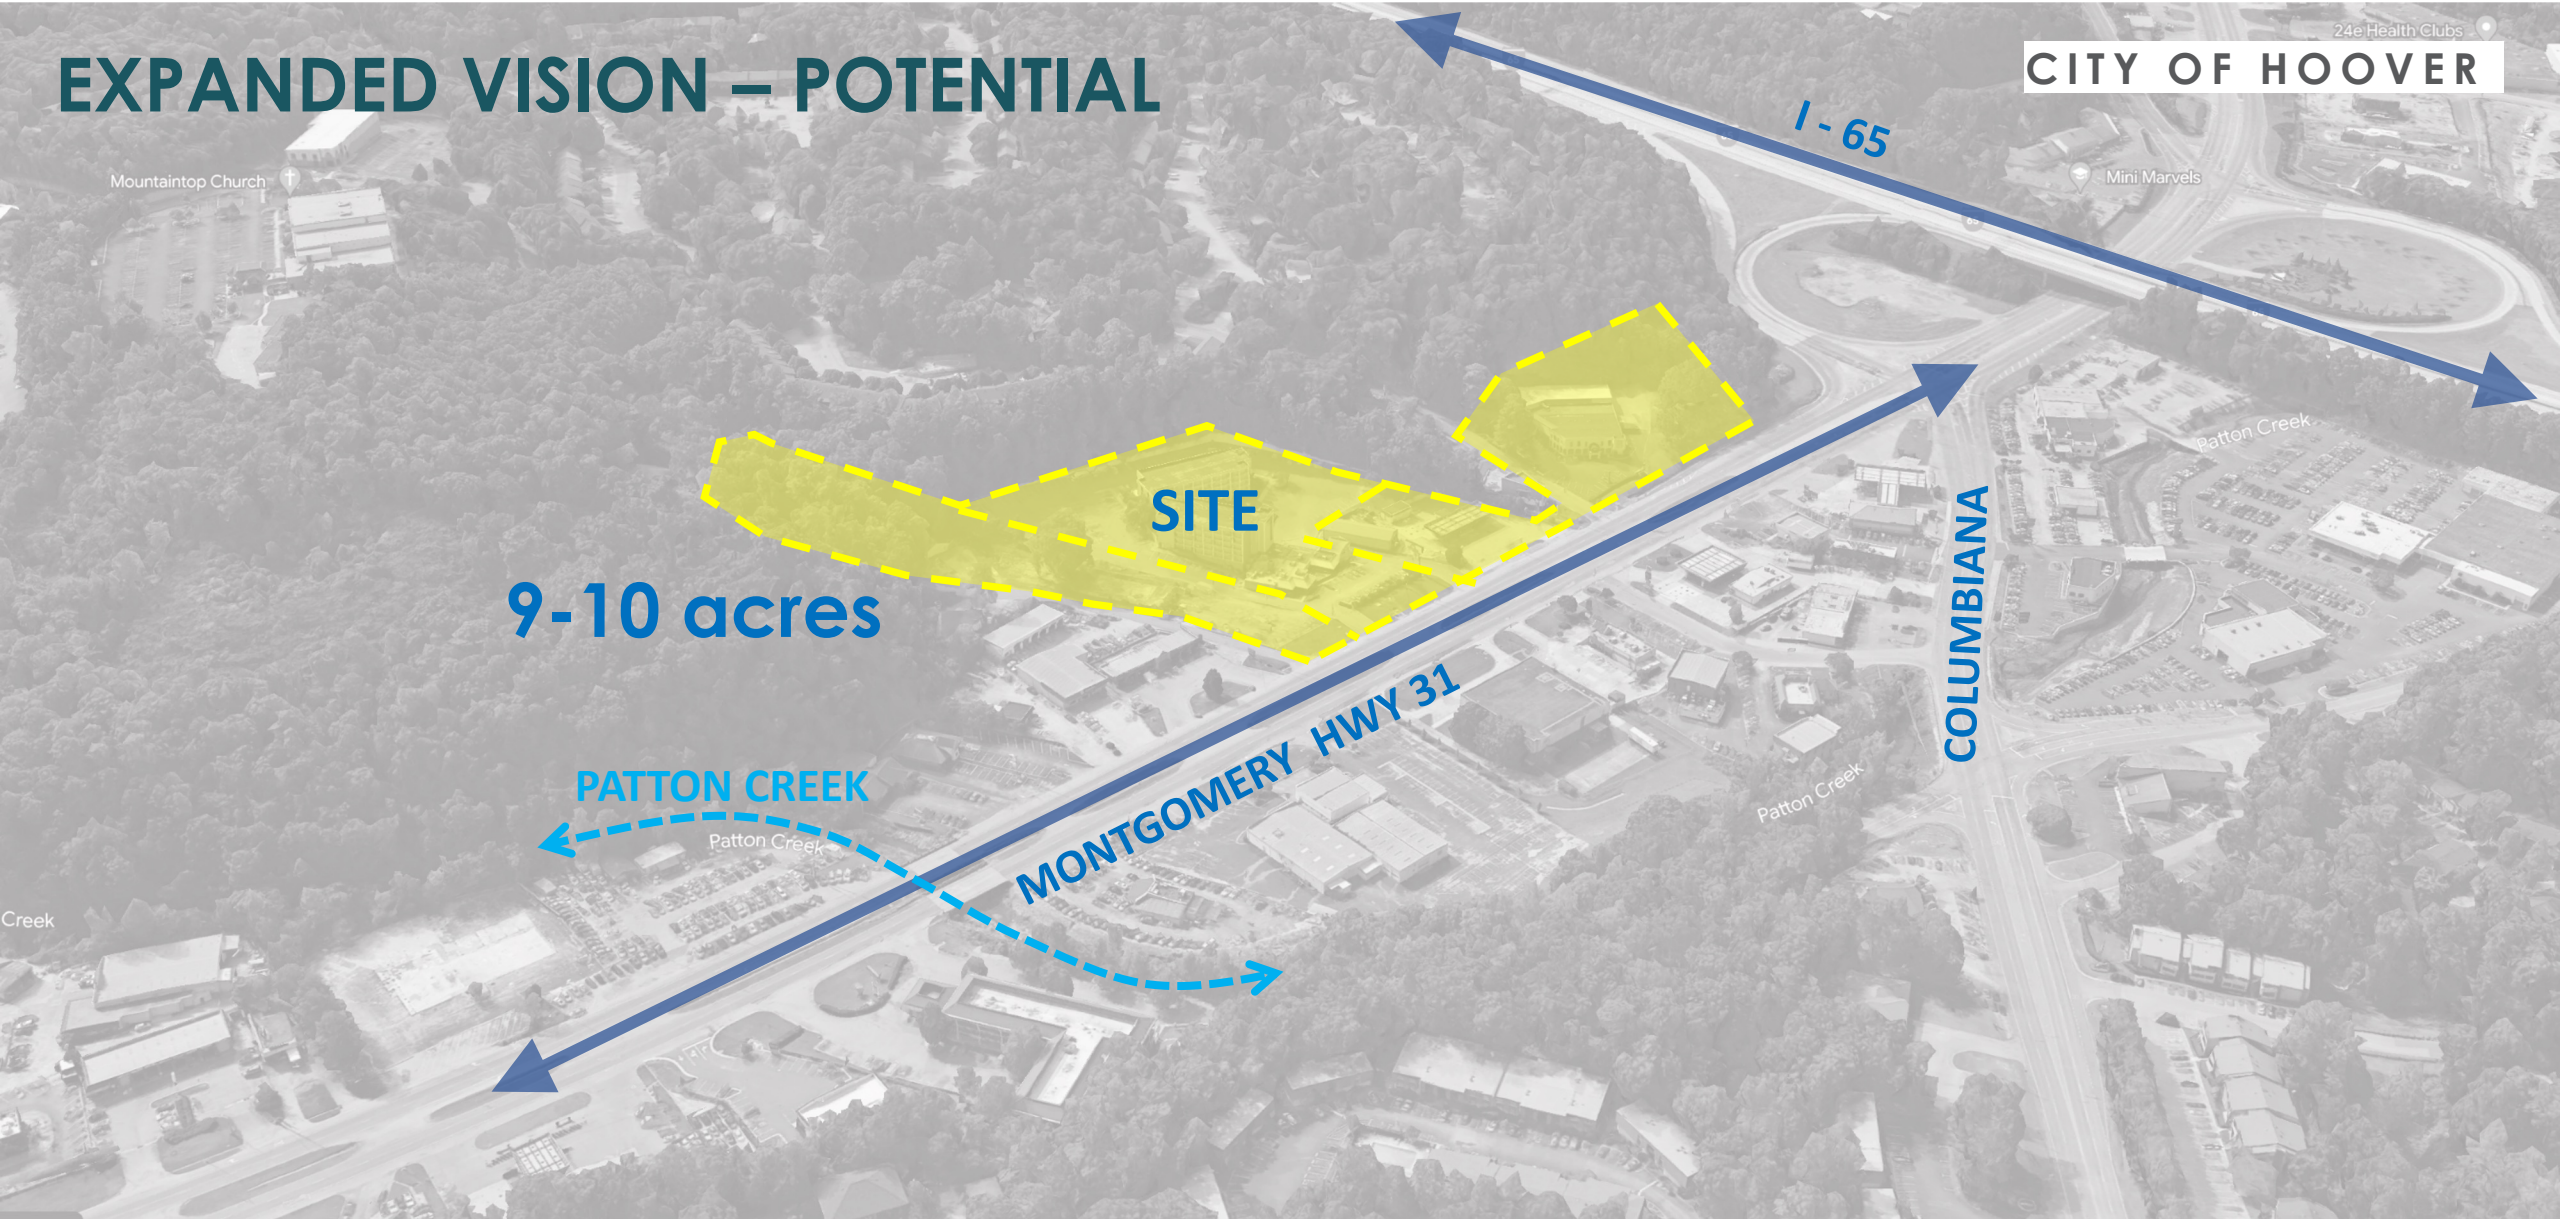 24e Health Clubs
EXPANDED VISION – POTENTIAL
CITY OF HOOVER
I - 65
Mountaintop Church
Mini Marvels
Patton Creek
SITE
COLUMBIANA
9-10 acres
MONTGOMERY HWY 31
PATTON CREEK
Patton Creek
Patton Creek
Creek